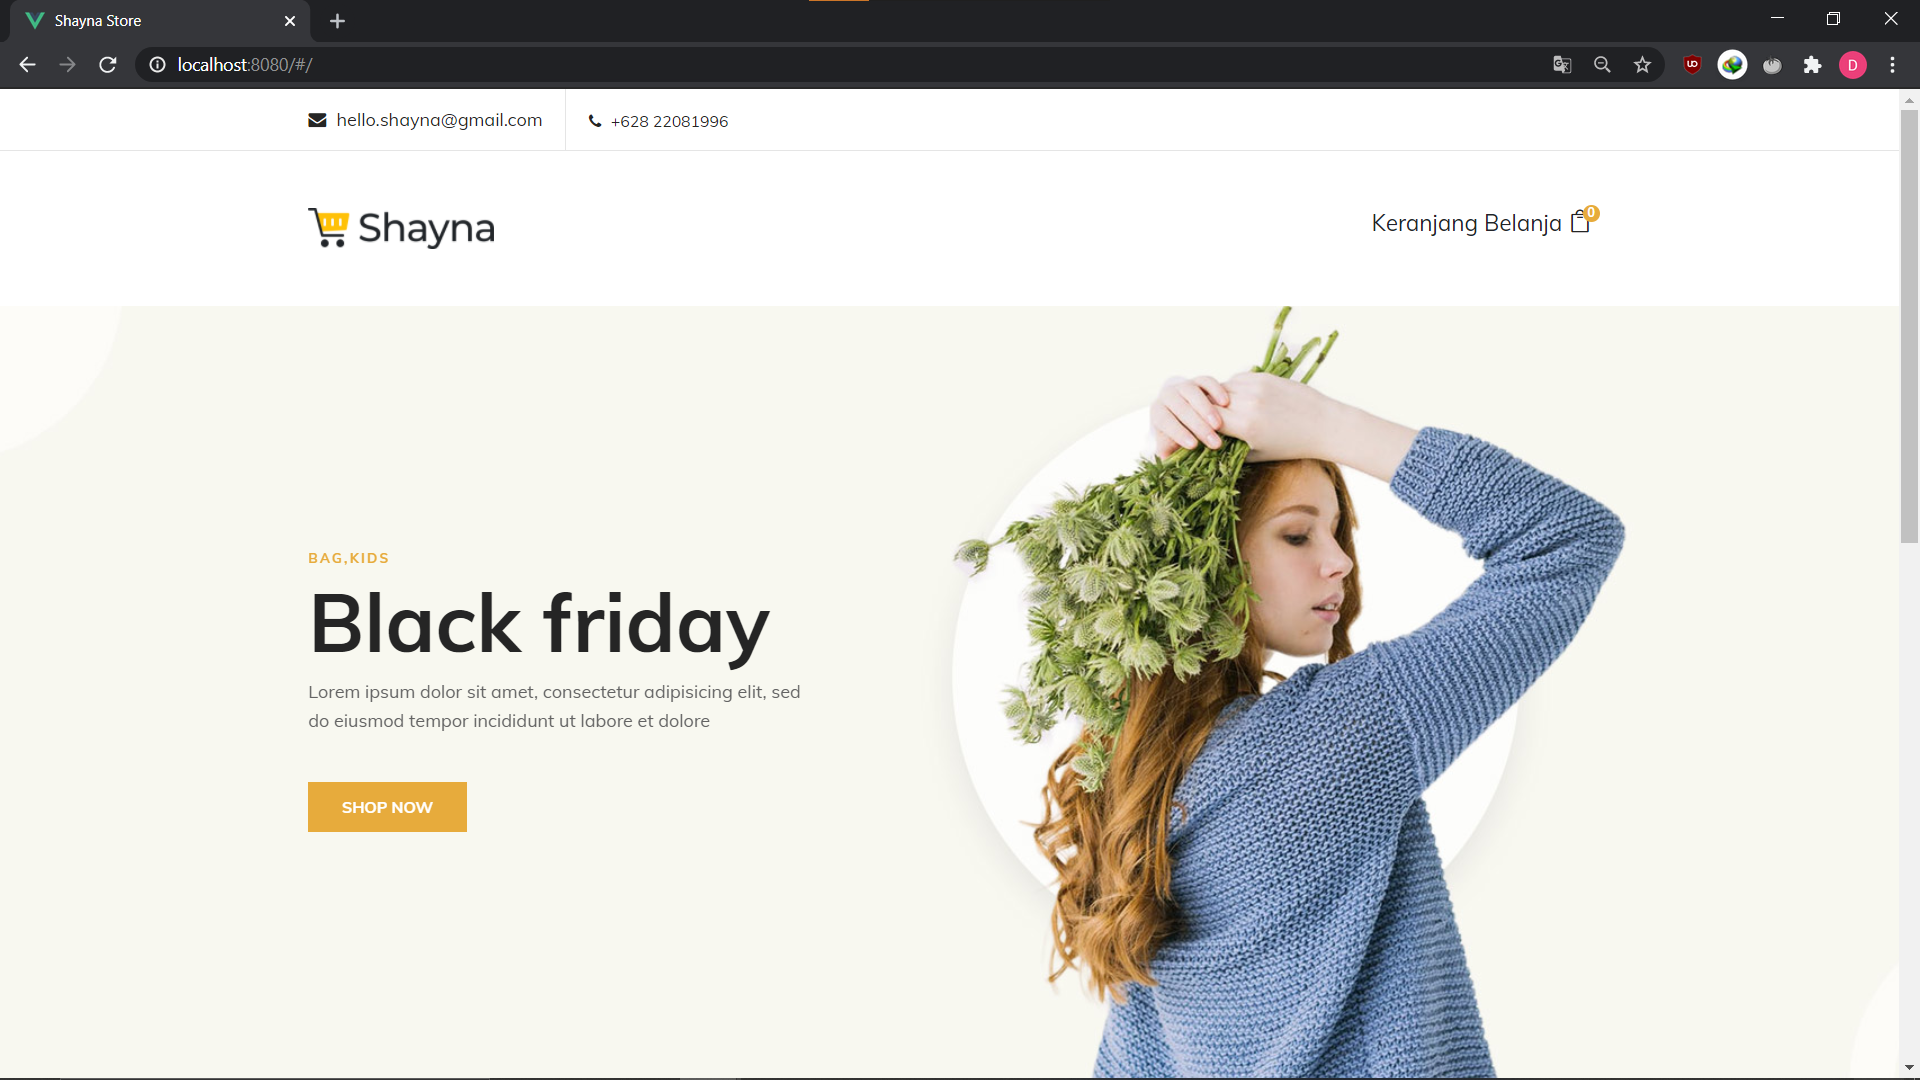 Shayna Store
localhost:8080/#/
D
hello.shayna@gmail.com
+628 22081996
Shayna
Keranjang Belanja 0
BAG,KIDS
Black friday
Lorem ipsum dolor sit amet, consectetur adipisicing elit, sed
do eiusmod tempor incididunt ut labore et dolore
SHOP NOW